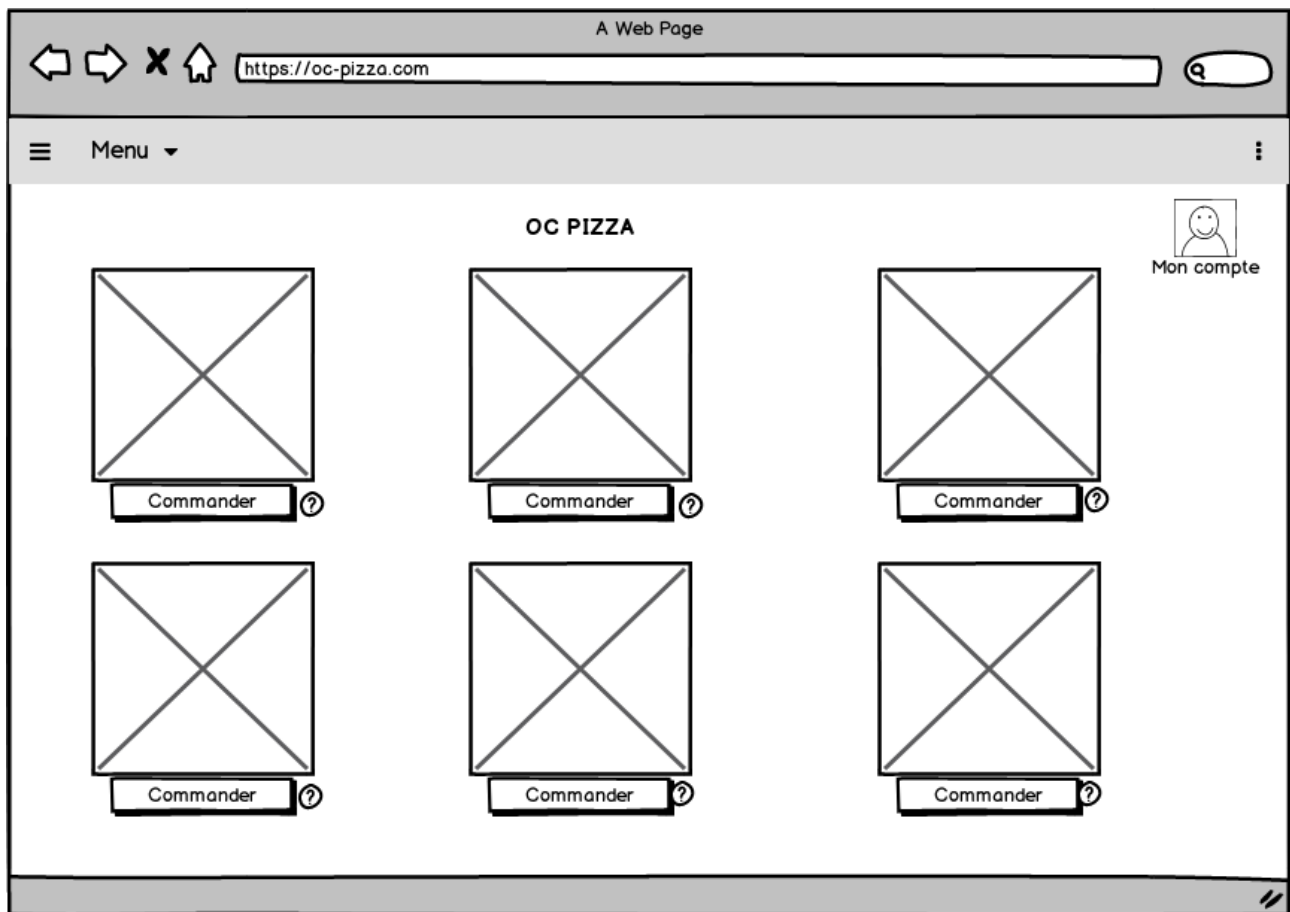 A Web Page
https://oc-pizza.com
Menu
OC PIZZA
Mon compte
Commander ?
Commander ?
Commander ?
Commander ?
Commander ?
Commander ?